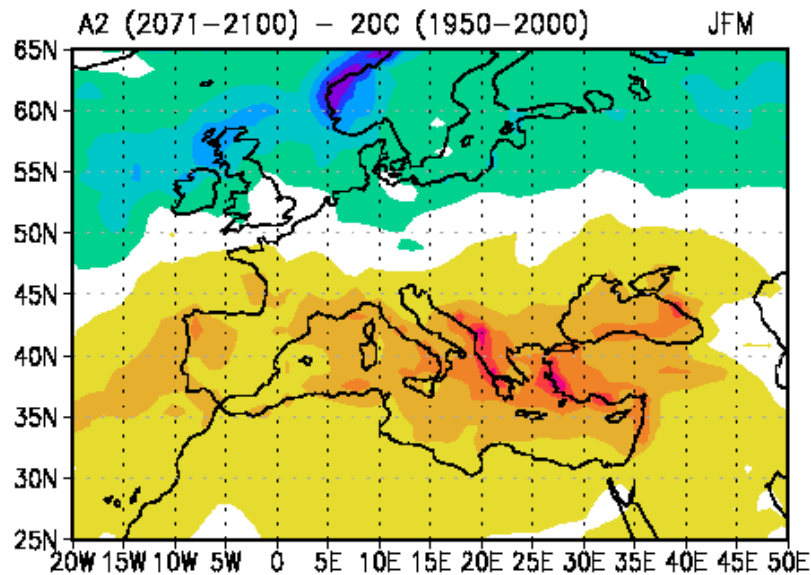 A2 (2071−2100) − 20C (1950−2000) JFM
65N
60N
55N
50N
45N
40N
35N
30N
25N
20W 15W 10W 5W 0 5E 10E 15E 20E 25E 30E 35E 40E 45E 50E